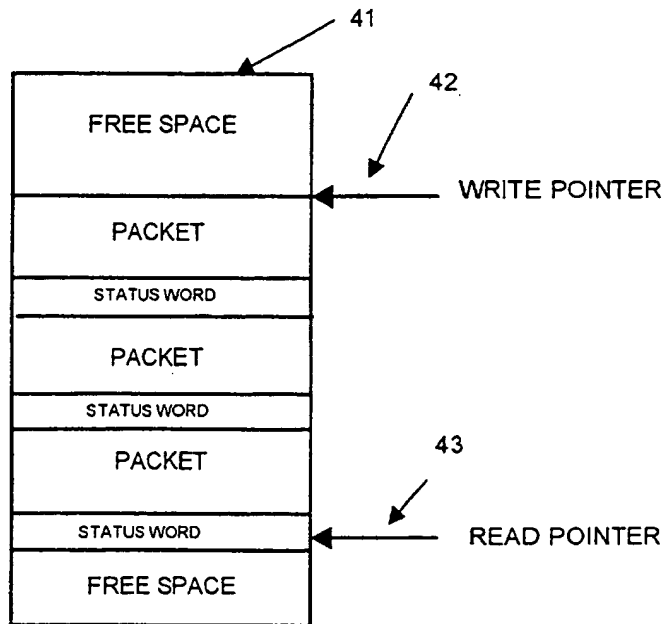 41
42
FREE SPACE
WRITE POINTER
PACKET
STATUS WORD
PACKET
STATUS WORD
43
PACKET
STATUS WORD
READ POINTER
FREE SPACE